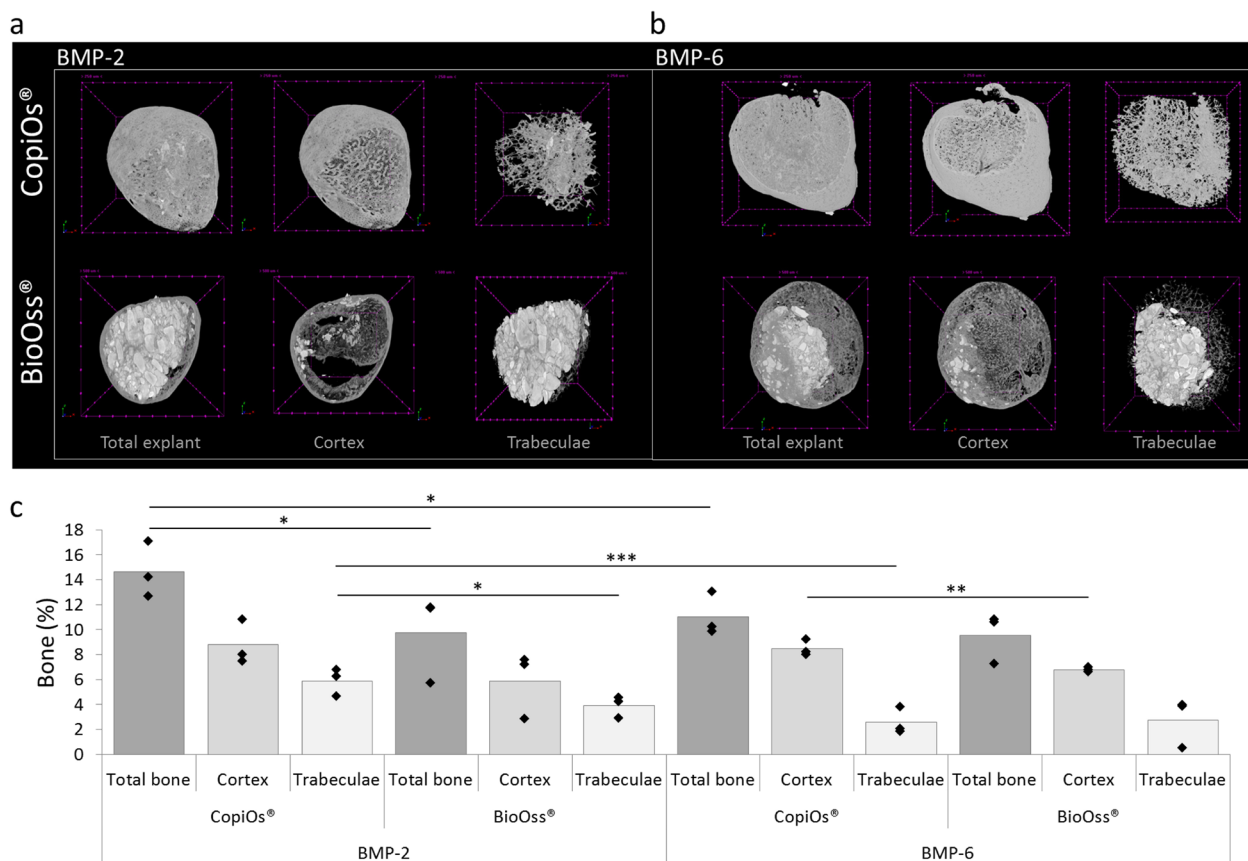 a
b
BMP-2
BMP-6
CopiOs®
BioOss®
Total explant
Cortex
Trabeculae
Total explant
Cortex
Trabeculae
c
*
*
***
*
**
Bone (%)
18
16
14
12
10
8
6
4
2
0
Total bone Cortex Trabeculae Total bone Cortex Trabeculae Total bone Cortex Trabeculae Total bone Cortex Trabeculae
CopiOs® BioOss® CopiOs® BioOss®
BMP-2 BMP-6